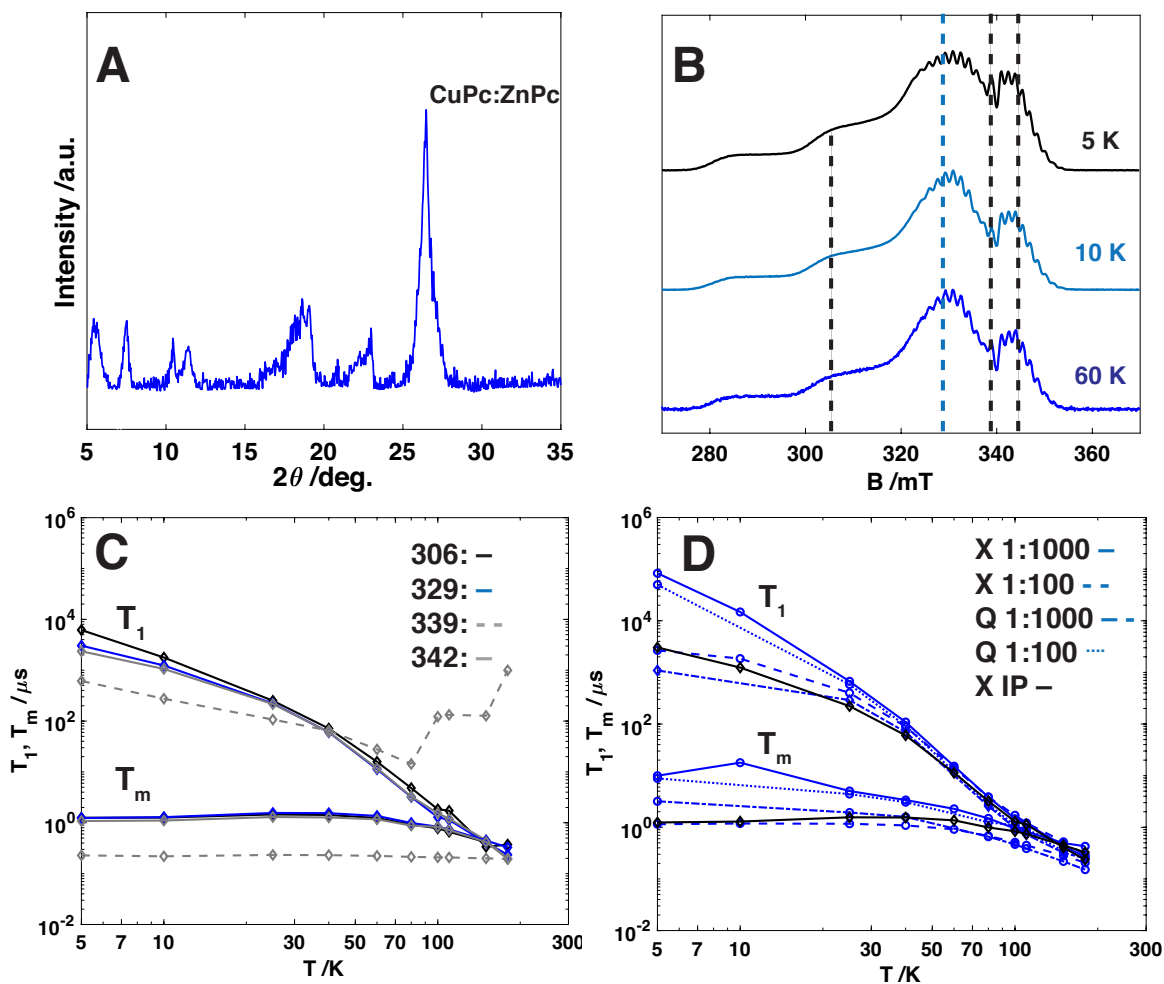 A
CuPc:ZnPc
Intensity /a.u.
5 10 15 20 25 30 35
2θ /deg.
B
5 K
10 K
60 K
280 300 320 340 360
B /mT
C
306: –
329: –
339: - -
342: –
T1
Tm
T1, Tm / μs
10^6
10^4
10^2
10^0
10^-2
5 7 10 30 50 70 100 300
T /K
D
X 1:1000 –
X 1:100 - -
Q 1:1000 – -
Q 1:100 ····
X IP –
T1
Tm
T1, Tm / μs
10^6
10^4
10^2
10^0
10^-2
5 7 10 30 50 70 100 300
T /K